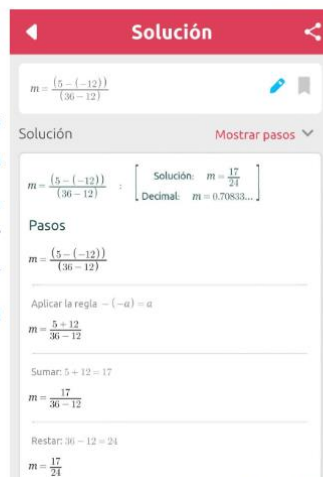 Solución
m = (5 - (-12)) / (36 - 12)
Solución Mostrar pasos
m = (5 - (-12)) / (36 - 12) : [ Solución: m = 17/24
Decimal: m = 0.70833... ]
Pasos
m = (5 - (-12)) / (36 - 12)
Aplicar la regla -(-a) = a
m = 5 + 12 / 36 - 12
Sumar: 5 + 12 = 17
m = 17 / 36 - 12
Restar: 36 - 12 = 24
m = 17/24